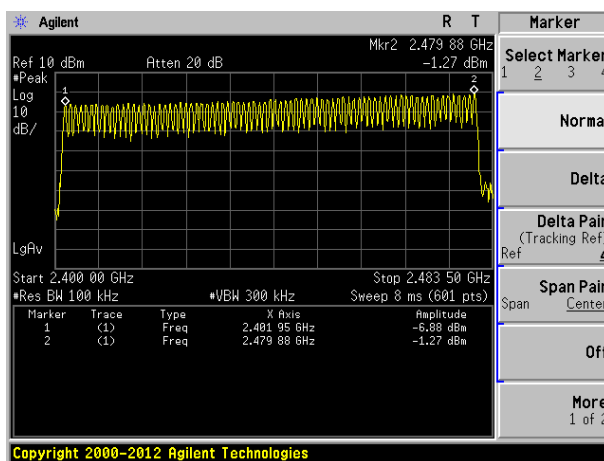 Agilent R T Marker
Mkr2 2.479 88 GHz
Ref 10 dBm Atten 20 dB -1.27 dBm
#Peak
Log
10
dB/
1
2
LgAv
Start 2.400 00 GHz Stop 2.483 50 GHz
#Res BW 100 kHz #VBW 300 kHz Sweep 8 ms (601 pts)
Marker Trace Type X Axis Amplitude
1 (1) Freq 2.401 95 GHz -6.88 dBm
2 (1) Freq 2.479 88 GHz -1.27 dBm
Select Marker
1 2 3
Norma
Delta
Delta Pair
(Tracking Ref)
Ref
Span Pair
Span Center
Off
More
1 of 2
Copyright 2000-2012 Agilent Technologies